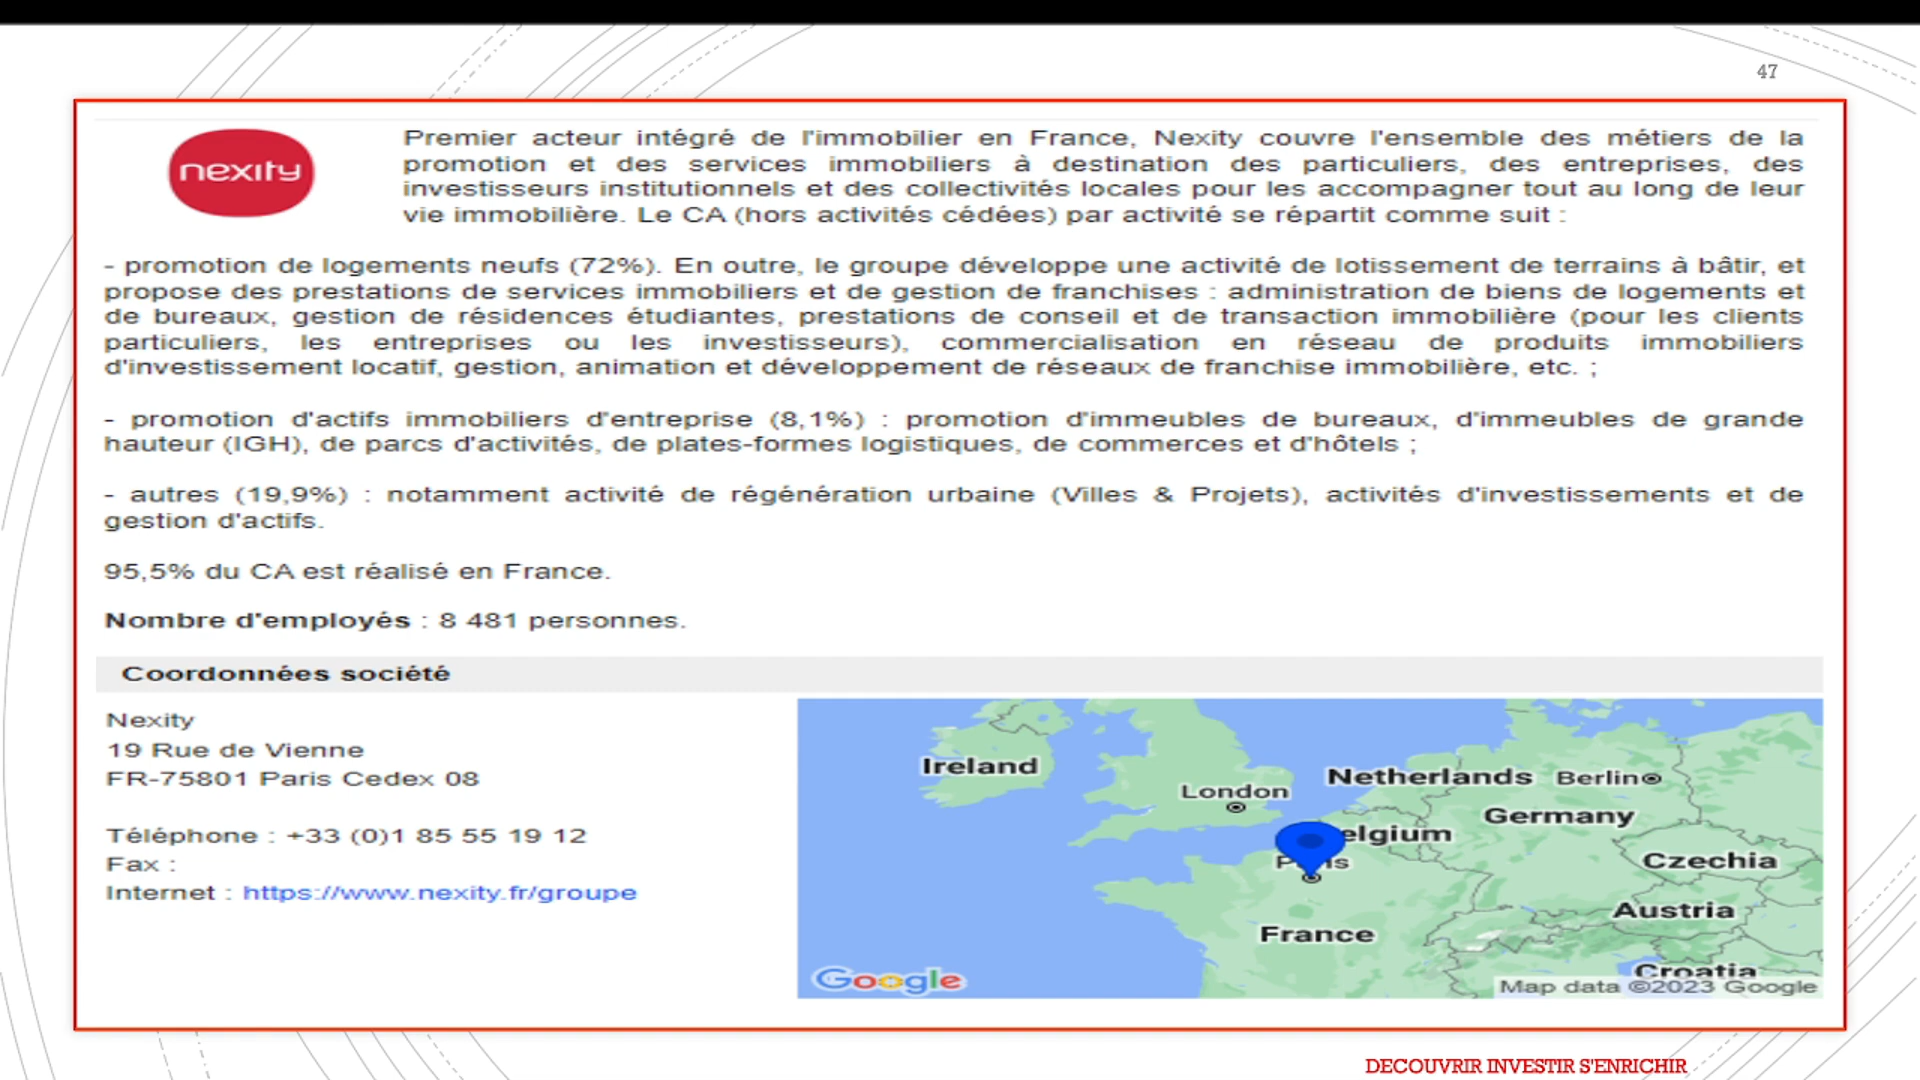 47
nexity
Premier acteur intégré de l'immobilier en France, Nexity couvre l'ensemble des métiers de la
promotion et des services immobiliers à destination des particuliers, des entreprises, des
investisseurs institutionnels et des collectivités locales pour les accompagner tout au long de leur
vie immobilière. Le CA (hors activités cédées) par activité se répartit comme suit :
- promotion de logements neufs (72%). En outre, le groupe développe une activité de lotissement de terrains à bâtir, et
propose des prestations de services immobiliers et de gestion de franchises : administration de biens de logements et
de bureaux, gestion de résidences étudiantes, prestations de conseil et de transaction immobilière (pour les clients
particuliers, les entreprises ou les investisseurs), commercialisation en réseau de produits immobiliers
d'investissement locatif, gestion, animation et développement de réseaux de franchise immobilière, etc. ;
- promotion d'actifs immobiliers d'entreprise (8,1%) : promotion d'immeubles de bureaux, d'immeubles de grande
hauteur (IGH), de parcs d'activités, de plates-formes logistiques, de commerces et d'hôtels ;
- autres (19,9%) : notamment activité de régénération urbaine (Villes & Projets), activités d'investissements et de
gestion d'actifs.
95,5% du CA est réalisé en France.
Nombre d'employés : 8 481 personnes.
Coordonnées société
Nexity
19 Rue de Vienne
FR-75801 Paris Cedex 08
Téléphone : +33 (0)1 85 55 19 12
Fax :
Internet : https://www.nexity.fr/groupe
Ireland
London
Netherlands
Berlin
Germany
elgium
Czechia
Austria
France
Croatia
Google
Map data ©2023 Google
DECOUVRIR INVESTIR S'ENRICHIR